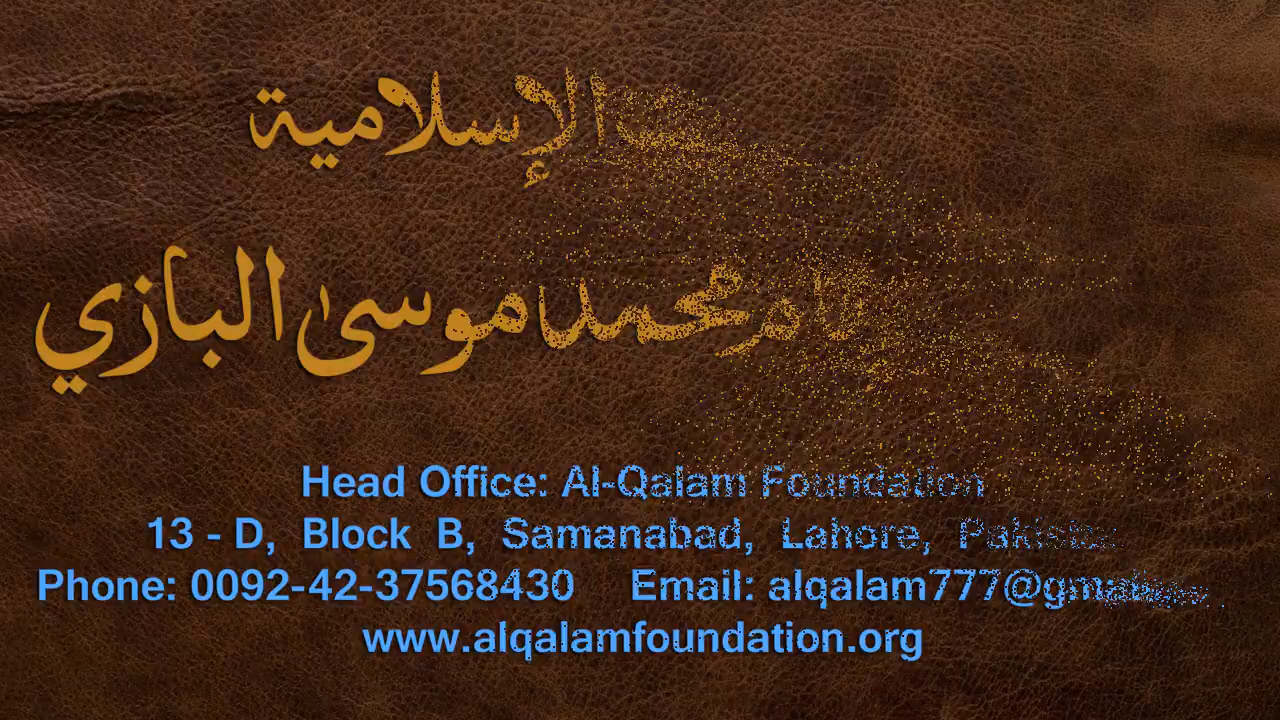 الإسلامية
محمد موسىٰ البازي
Head Office: Al-Qalam Foundation
13 - D, Block B, Samanabad, Lahore, Pakistan
Phone: 0092-42-37568430 Email:
www.alqalamfoundation.org